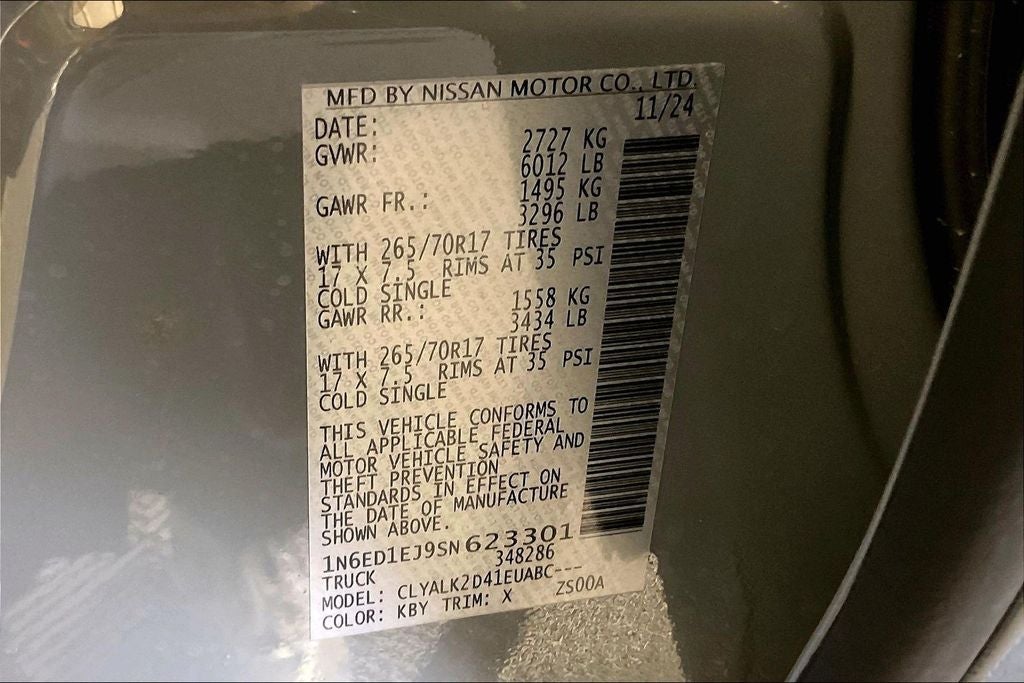 MFD BY NISSAN MOTOR CO., LTD.
DATE: 11/24
GVWR: 2727 KG
6012 LB
GAWR FR.: 1495 KG
3296 LB
WITH 265/70R17 TIRES
17 X 7.5 RIMS AT 35 PSI
COLD SINGLE
GAWR RR.: 1558 KG
3434 LB
WITH 265/70R17 TIRES
17 X 7.5 RIMS AT 35 PSI
COLD SINGLE
THIS VEHICLE CONFORMS TO
ALL APPLICABLE FEDERAL
MOTOR VEHICLE SAFETY AND
THEFT PREVENTION
STANDARDS IN EFFECT ON
THE DATE OF MANUFACTURE
SHOWN ABOVE.
1N6ED1EJ9SN623301
TRUCK 348286
MODEL: CLYALK2D41EUABC---
COLOR: KBY TRIM: X ZS00A